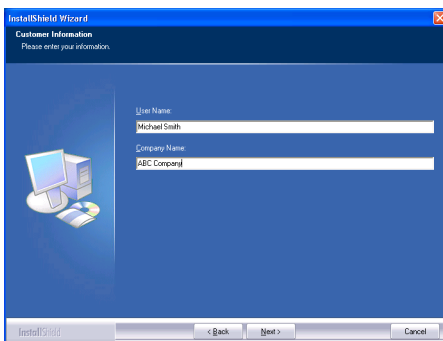 InstallShield Wizard
Customer Information
Please enter your information.
User Name:
Michael Smith
Company Name:
ABC Company
InstallShield
< Back
Next >
Cancel